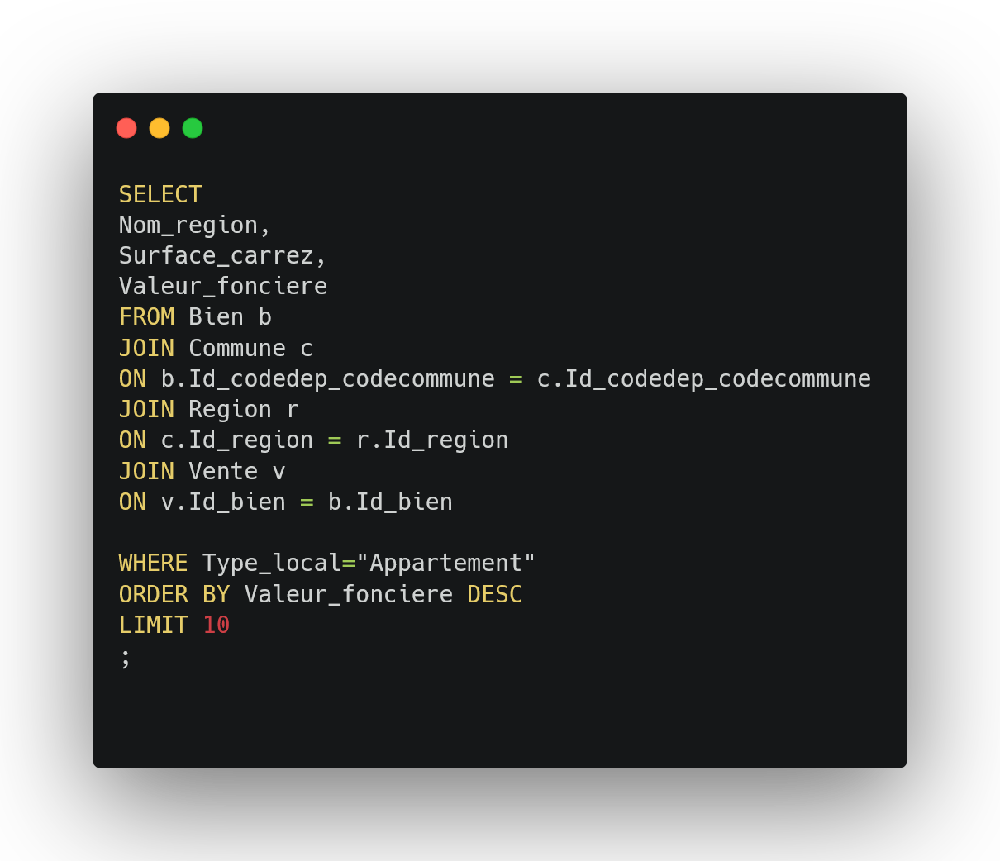 SELECT
Nom_region,
Surface_carrez,
Valeur_fonciere
FROM Bien b
JOIN Commune c
ON b.Id_codedep_codecommune = c.Id_codedep_codecommune
JOIN Region r
ON c.Id_region = r.Id_region
JOIN Vente v
ON v.Id_bien = b.Id_bien

WHERE Type_local="Appartement"
ORDER BY Valeur_fonciere DESC
LIMIT 10
;